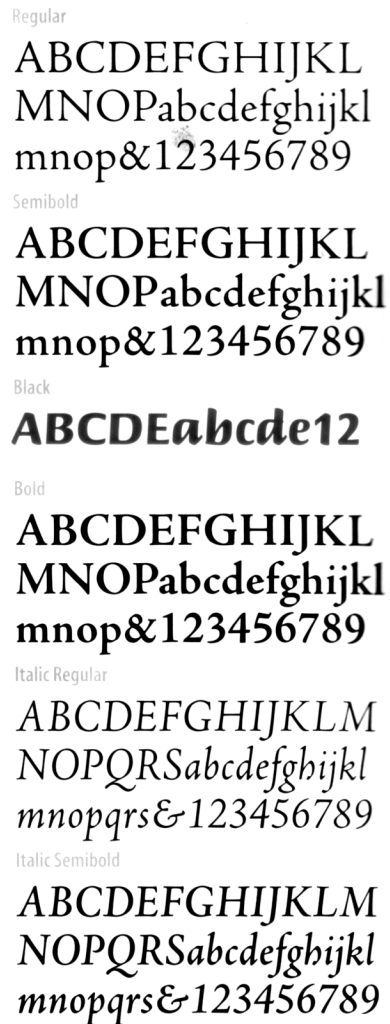 Regular
ABCDEFGHIJKL
MNOPabcdefghijkl
mnop&123456789
Semibold
ABCDEFGHIJKL
MNOPabcdefghijkl
mnop&123456789
Black
ABCDEabcde12
Bold
ABCDEFGHIJKL
MNOPabcdefghijkl
mnop&123456789
Italic Regular
ABCDEFGHIJKLM
NOPQRSabcdefghijkl
mnopqrs&123456789
Italic Semibold
ABCDEFGHIJKLM
NOPQRSabcdefghijkl
mnopqrs&123456789